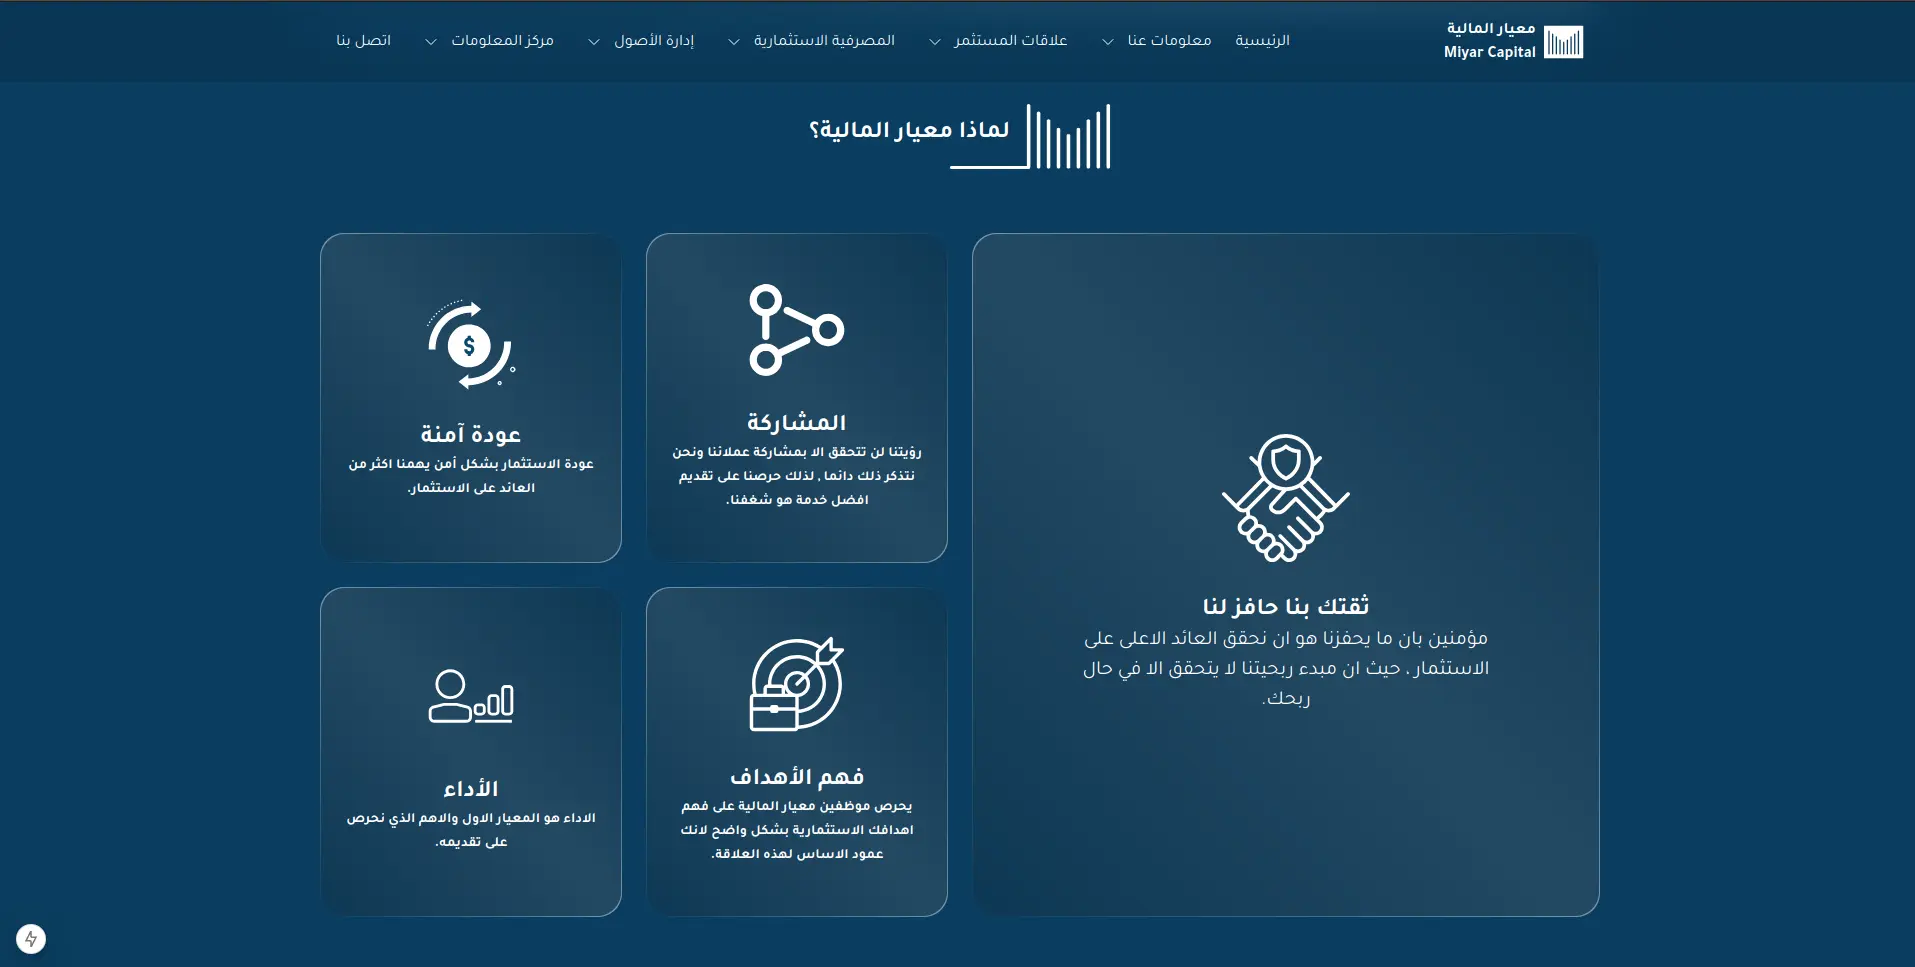 معيار المالية
Miyar Capital
الرئيسية
معلومات عنا
علاقات المستثمر
المصرفية الاستثمارية
إدارة الأصول
مركز المعلومات
اتصل بنا
لماذا معيار المالية؟
ثقتك بنا حافز لنا
مؤمنين بان ما يحفزنا هو ان نحقق العائد الاعلى على
الاستثمار ، حيث ان مبدء ربحيتنا لا يتحقق الا في حال
ربحك.
المشاركة
رؤيتنا لن تتحقق الا بمشاركة عملائنا ونحن
نتذكر ذلك دائما , لذلك حرصنا على تقديم
افضل خدمة هو شغفنا.
$
عودة آمنة
عودة الاستثمار بشكل أمن يهمنا اكثر من
العائد على الاستثمار.
فهم الأهداف
يحرص موظفين معيار المالية على فهم
اهدافك الاستثمارية بشكل واضح لانك
عمود الاساس لهذه العلاقة.
الأداء
الاداء هو المعيار الاول والاهم الذي نحرص
على تقديمه.